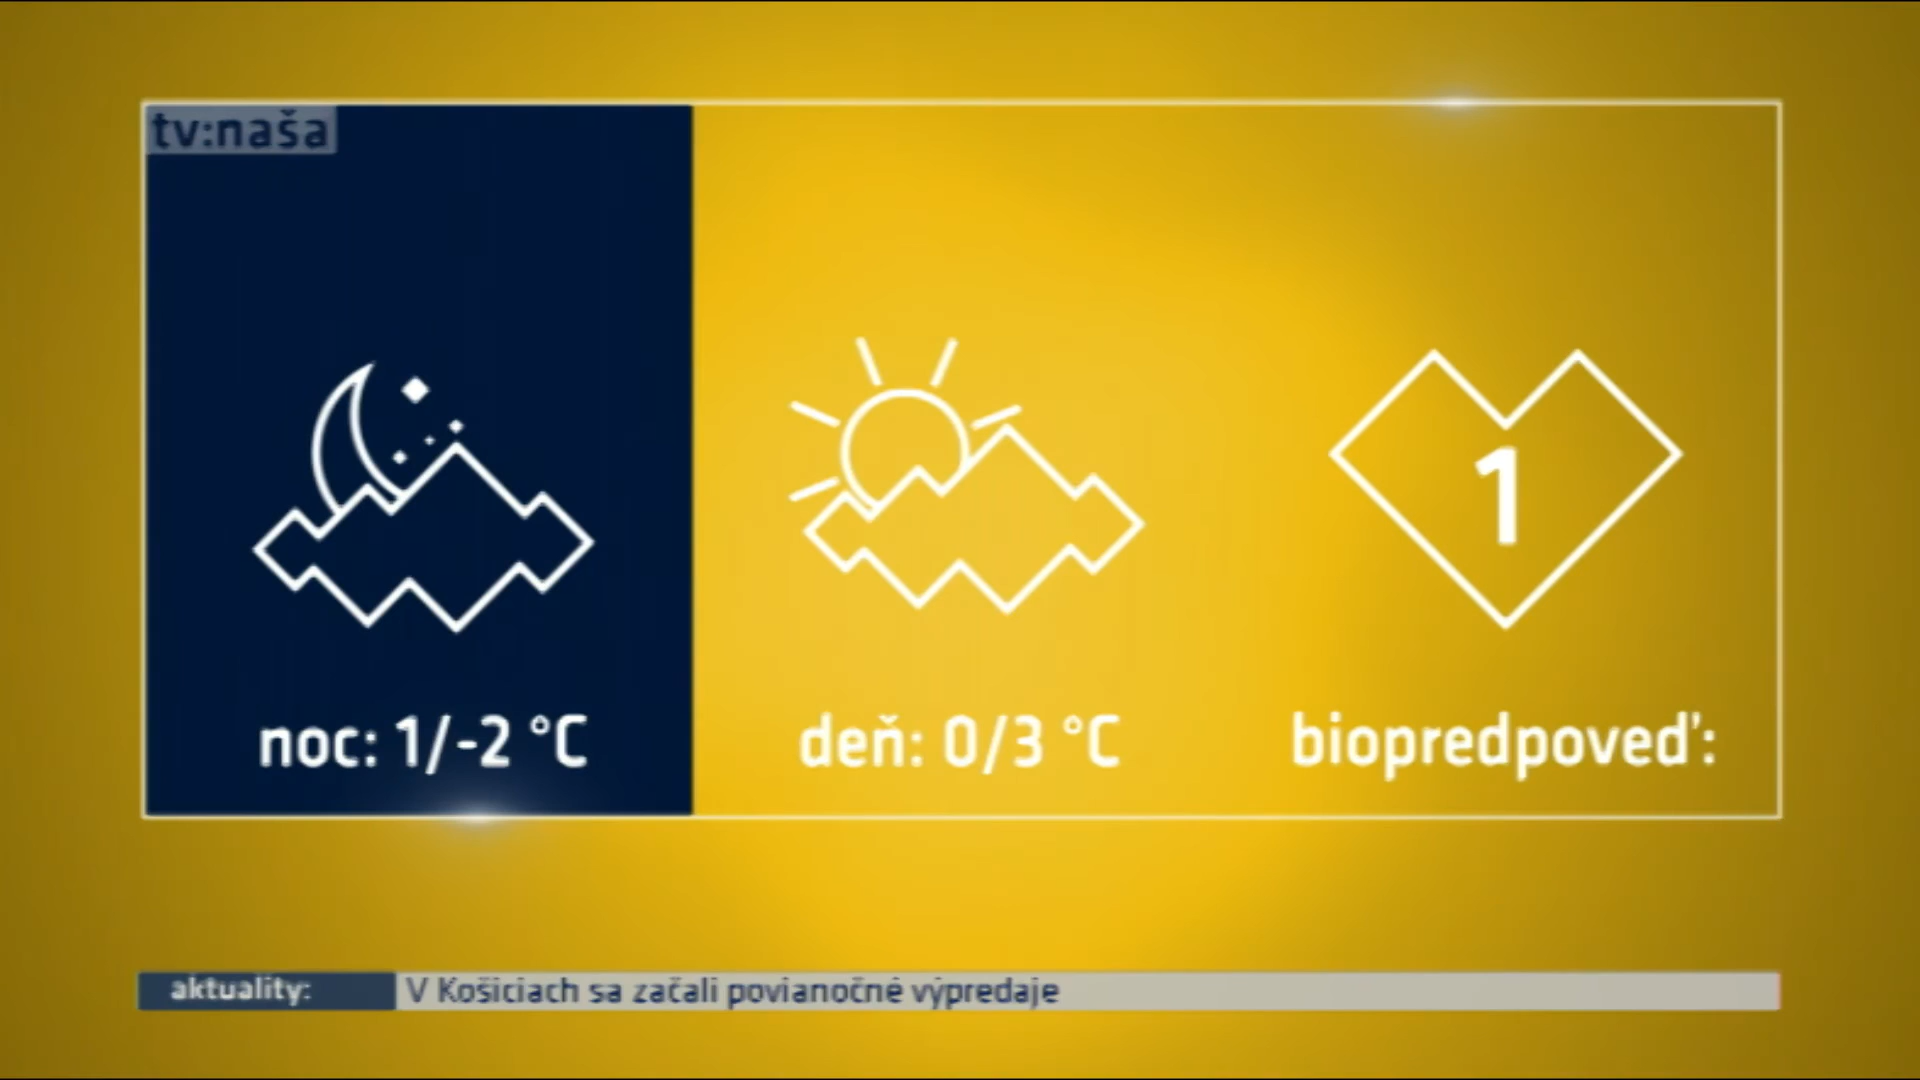 tv:naša
1
noc: 1/-2 °C
deň: 0/3 °C
biopredpoveď:
aktuality:
V Košiciach sa začali povianočné výpredaje